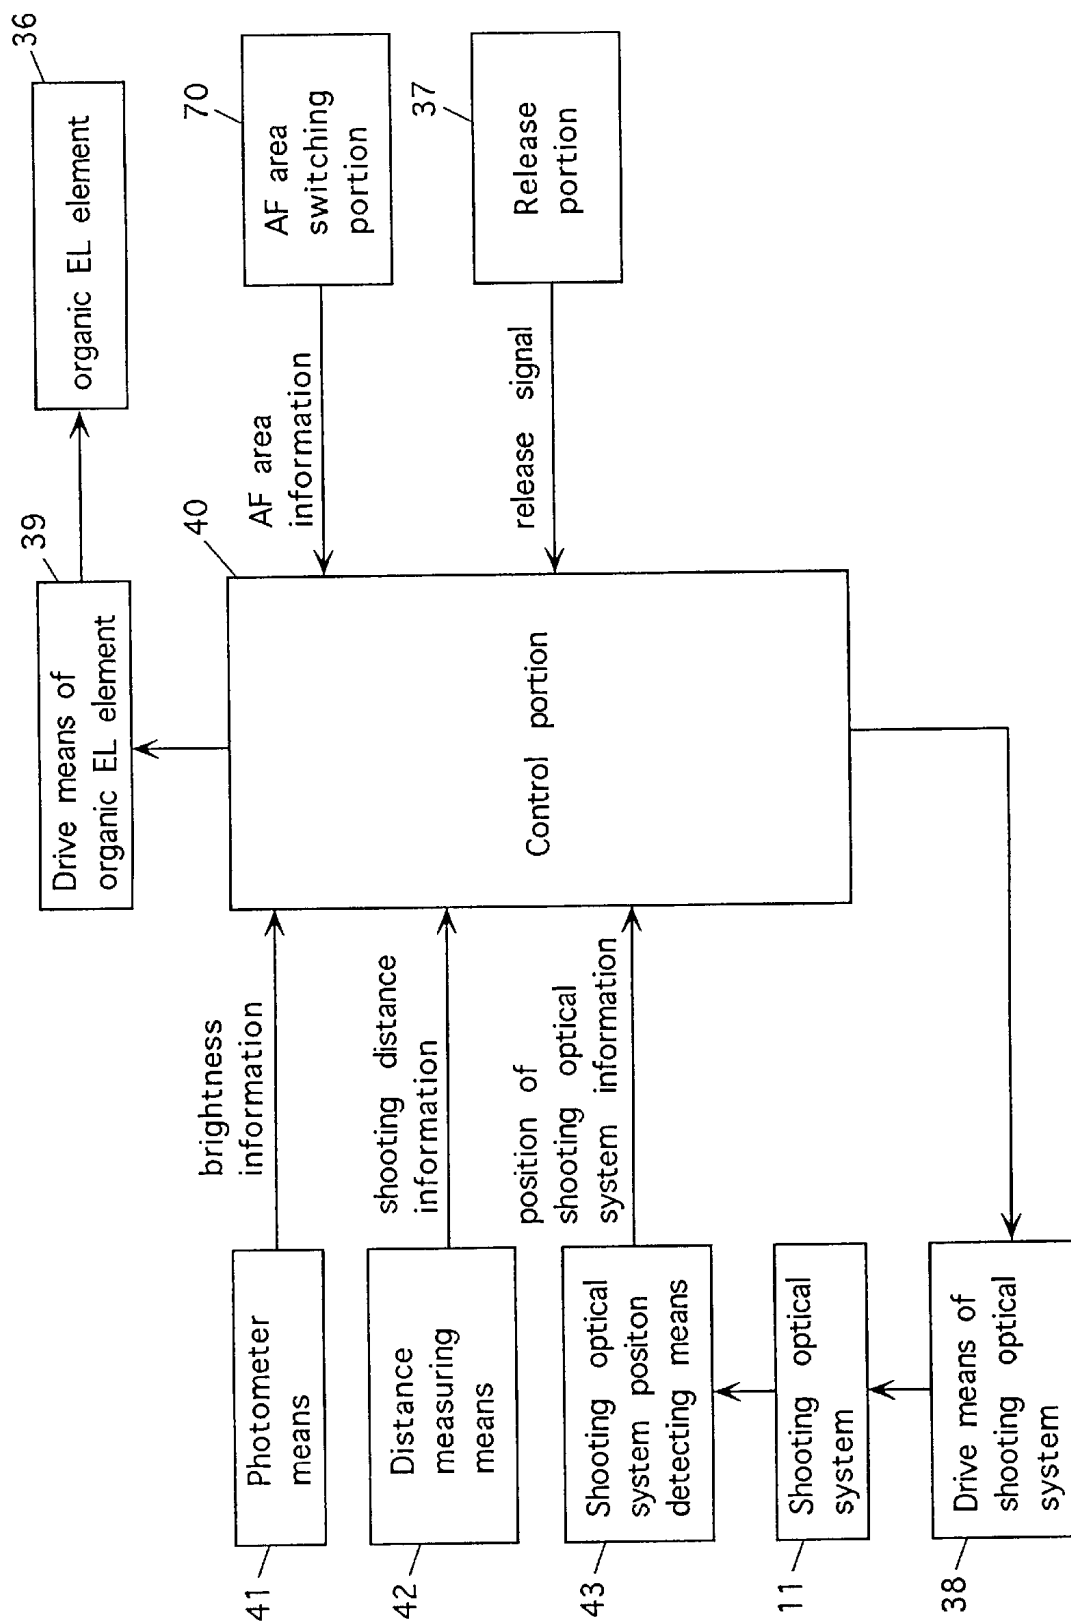 36
organic EL element
39
Drive means of
organic EL element
70
AF area
switching
portion
AF area
information
37
Release
portion
release signal
40
Control portion
brightness
information
Photometer
means
41
shooting distance
information
Distance
measuring
means
42
position of
shooting optical
system information
Shooting optical
system positon
detecting means
43
Shooting optical
system
11
Drive means of
shooting optical
system
38